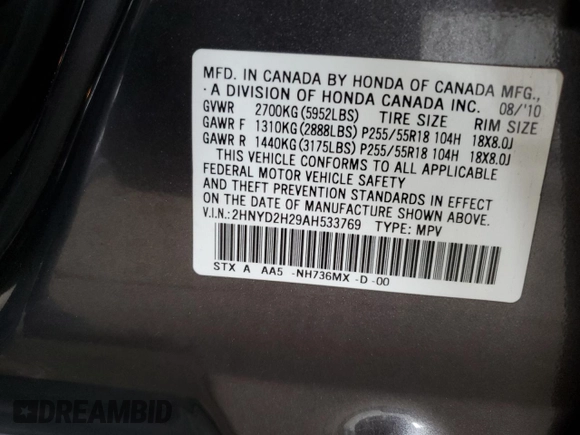 MFD. IN CANADA BY HONDA OF CANADA MFG.,
A DIVISION OF HONDA CANADA INC. 08/'10
GVWR 2700KG(5952LBS) TIRE SIZE RIM SIZE
GAWR F 1310KG(2888LBS) P255/55R18 104H 18X8.0J
GAWR R 1440KG(3175LBS) P255/55R18 104H 18X8.0J
THIS VEHICLE CONFORMS TO ALL APPLICABLE
FEDERAL MOTOR VEHICLE SAFETY
AND THEFT PREVENTION STANDARDS IN EFFECT
ON THE DATE OF MANUFACTURE SHOWN ABOVE.
V.I.N.:2HNYD2H29AH533769 TYPE: MPV
STX A AA5 -NH736MX -D -00
DREAMBID